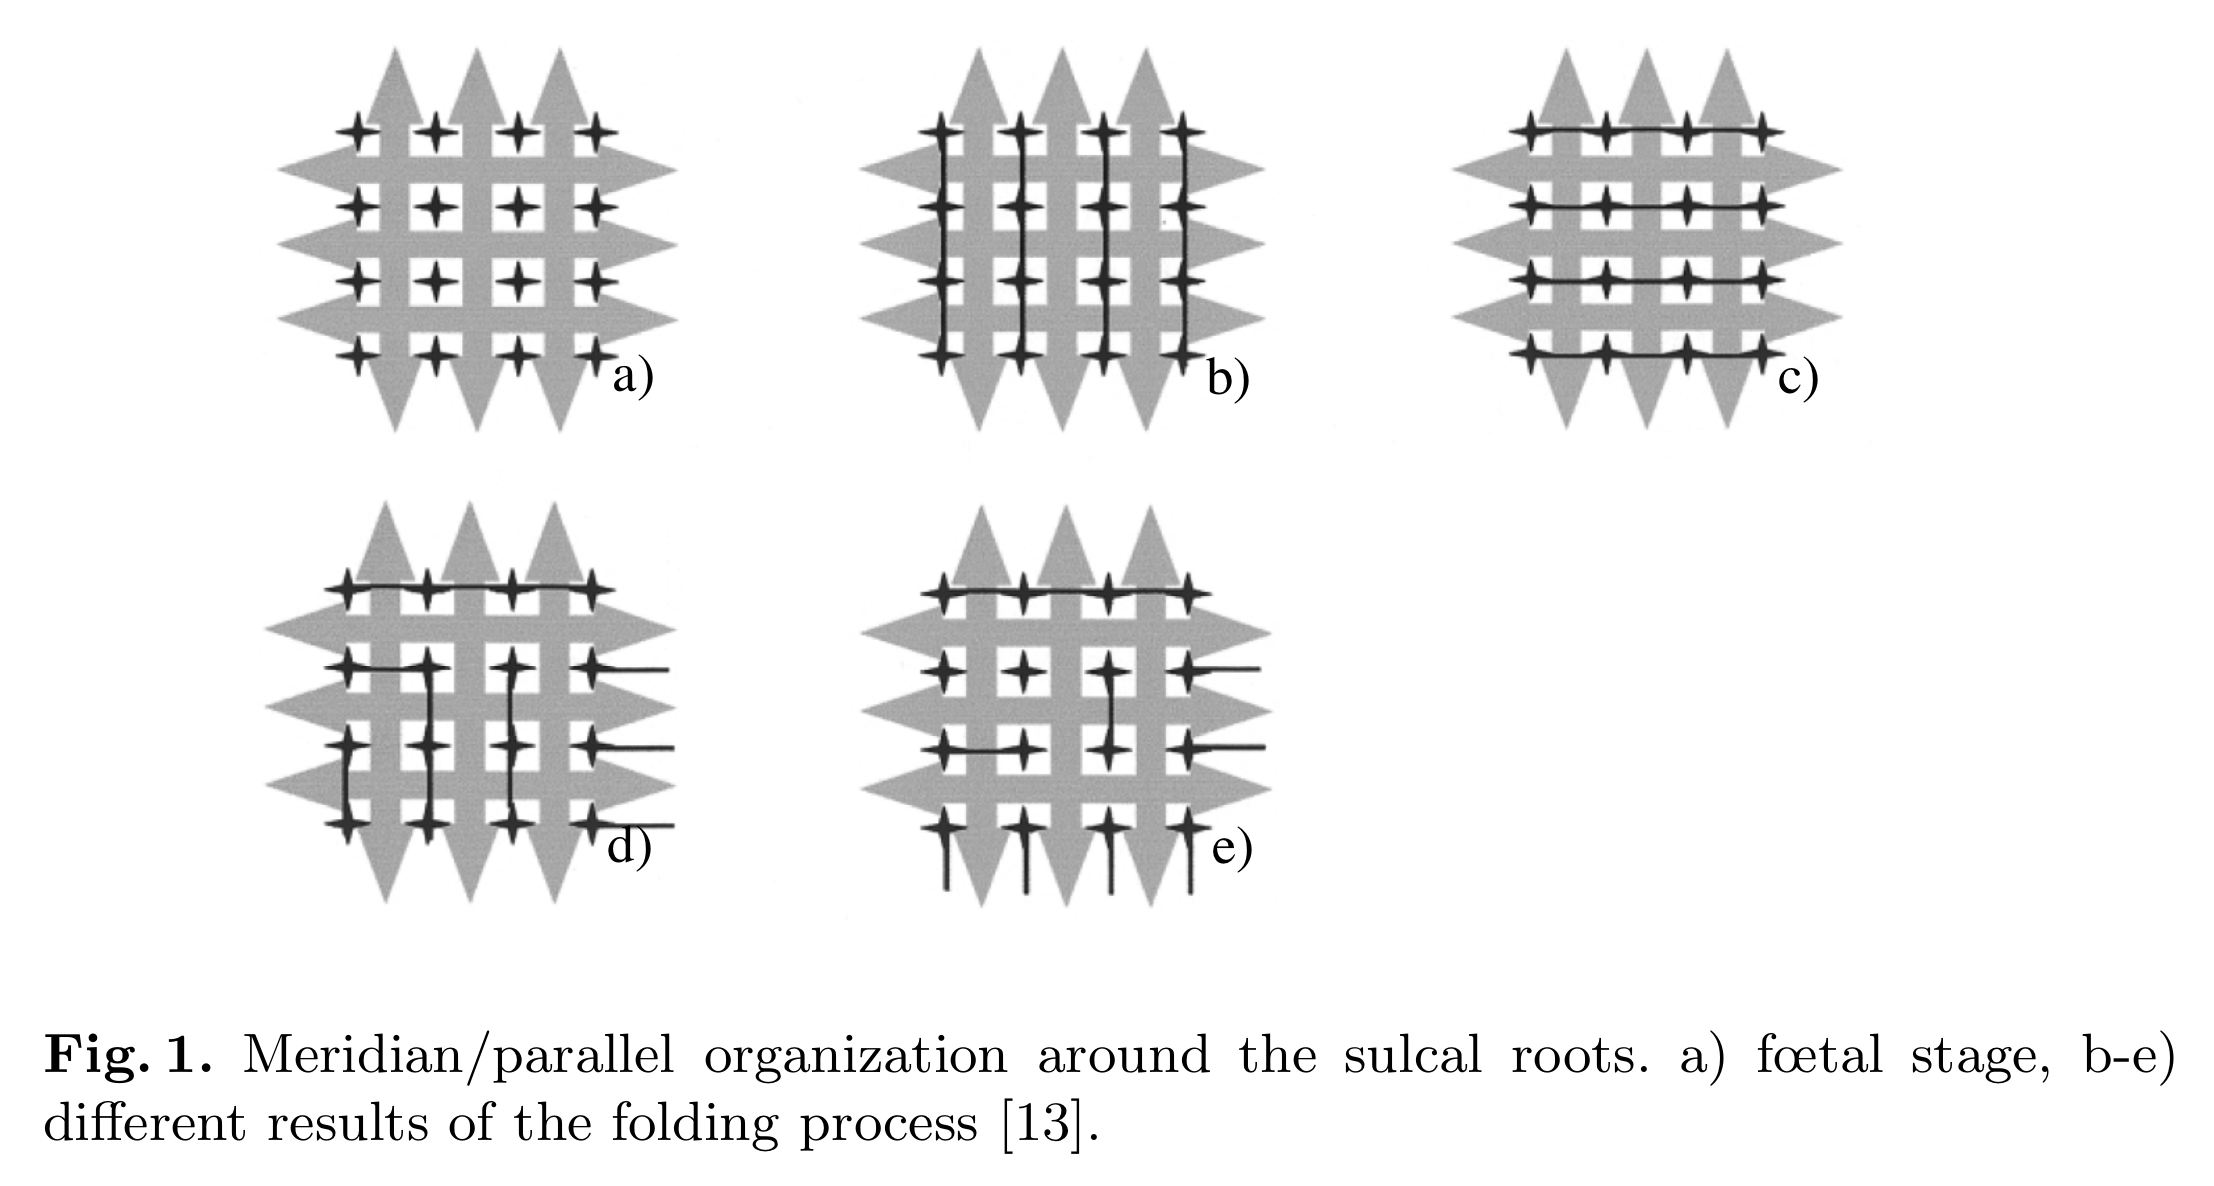 a)
b)
c)
d)
e)
Fig. 1. Meridian/parallel organization around the sulcal roots. a) fœtal stage, b-e)
different results of the folding process [13].